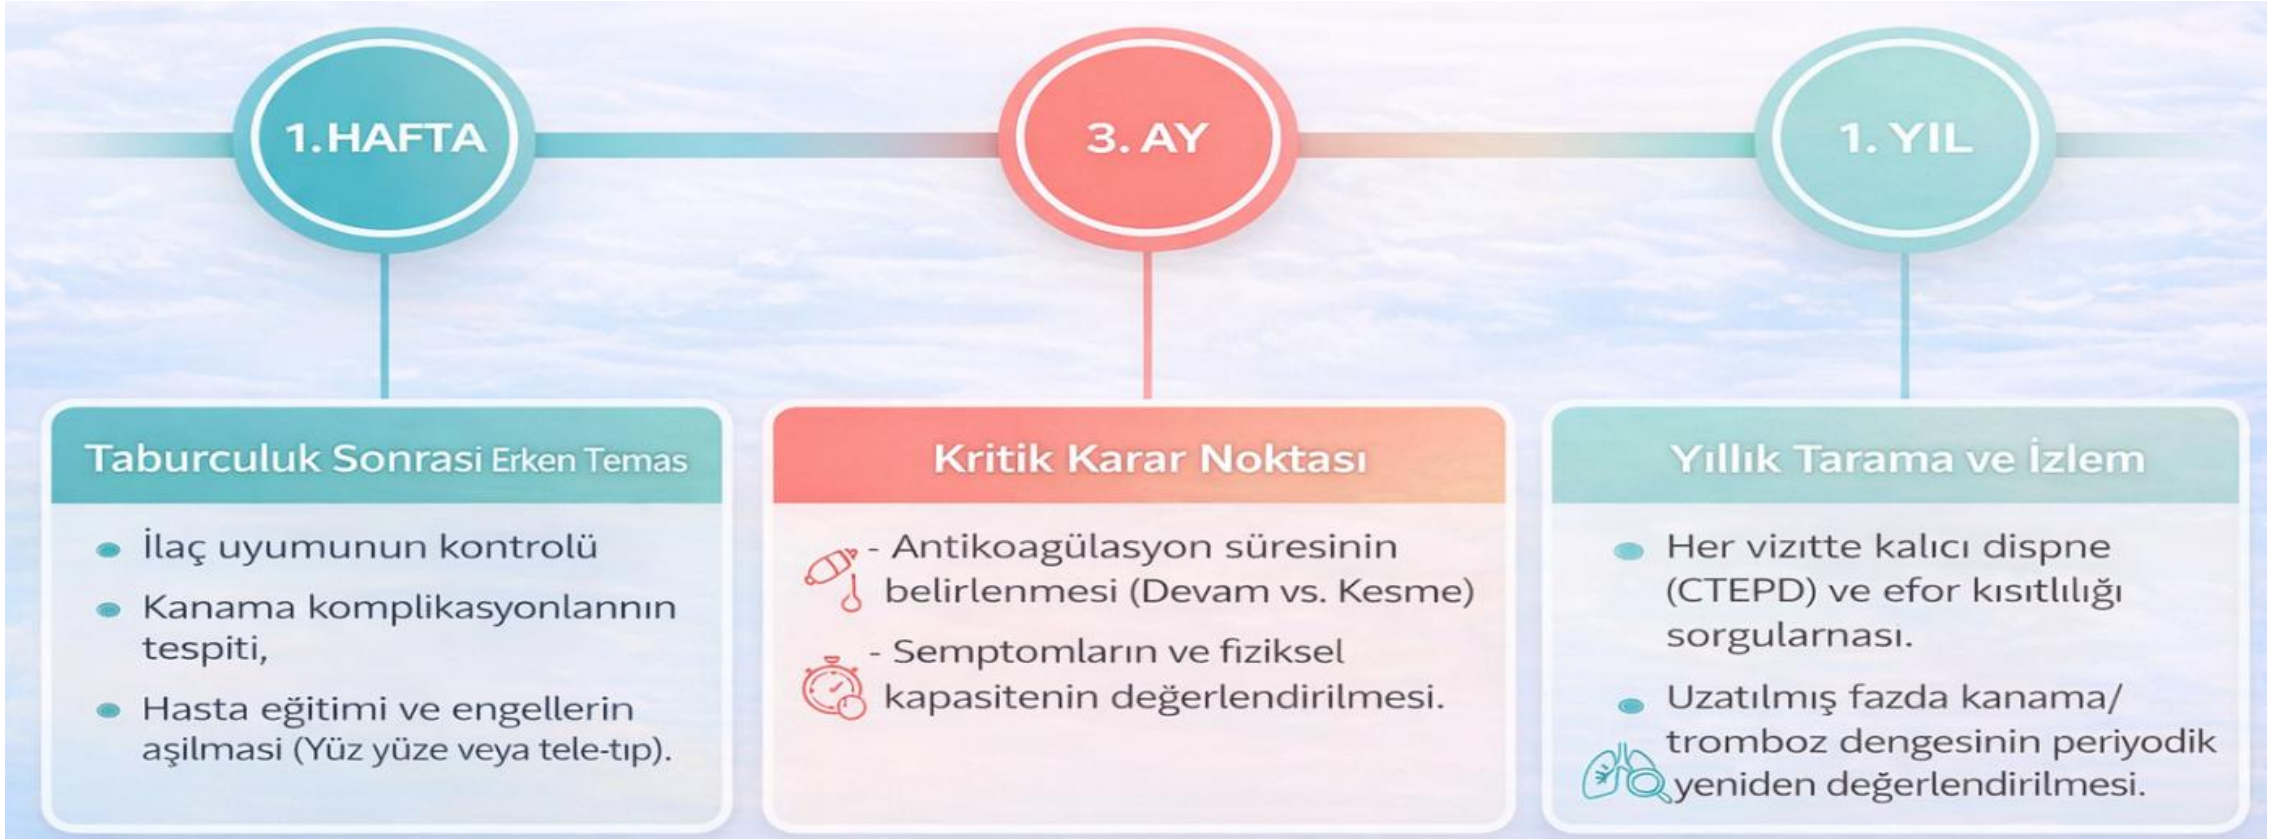 1.HAFTA
3. AY
1. YIL
Taburculuk Sonrasi Erken Temas
İlaç uyumunun kontrolü
Kanama komplikasyonlannın
tespiti,
Hasta eğitimi ve engellerin
aşilmasi (Yüz yüze veya tele-tıp).
Kritik Karar Noktası
- Antikoagülasyon süresinin
belirlenmesi (Devam vs. Kesme)
- Semptomların ve fiziksel
kapasitenin değerlendirilmesi.
Yıllık Tarama ve İzlem
Her vizıtte kalıcı dispne
(CTEPD) ve efor kısıtlılığı
sorgularnası.
Uzatılmış fazda kanama/
tromboz dengesinin periyodik
yeniden değerlendirilmesi.